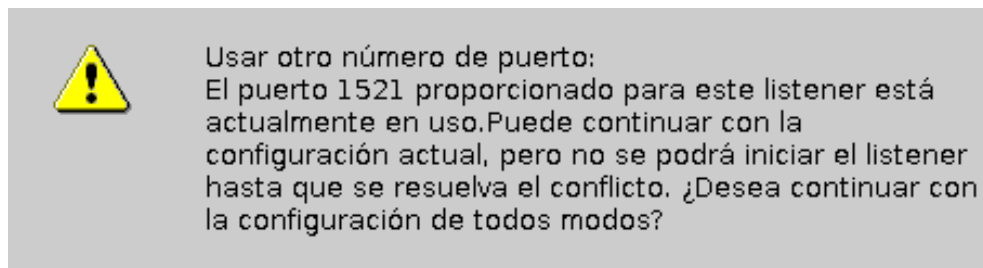 Usar otro número de puerto:
El puerto 1521 proporcionado para este listener está
actualmente en uso.Puede continuar con la
configuración actual, pero no se podrá iniciar el listener
hasta que se resuelva el conflicto. ¿Desea continuar con
la configuración de todos modos?